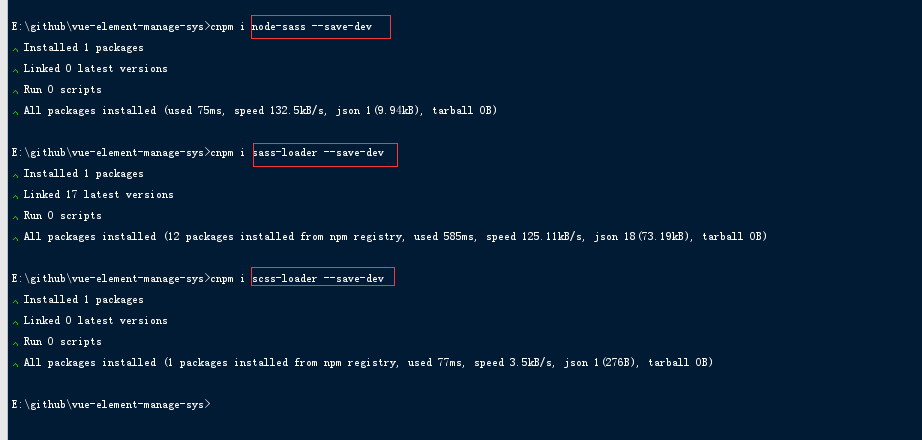 E:\github\vue-element-manage-sys>cnpm i node-sass --save-dev
Installed 1 packages
Linked 0 latest versions
Run 0 scripts
All packages installed (used 75ms, speed 132.5kB/s, json 1(9.94kB), tarball 0B)
E:\github\vue-element-manage-sys>cnpm i sass-loader --save-dev
Installed 1 packages
Linked 17 latest versions
Run 0 scripts
All packages installed (12 packages installed from npm registry, used 585ms, speed 125.11kB/s, json 18(73.19kB), tarball 0B)
E:\github\vue-element-manage-sys>cnpm i scss-loader --save-dev
Installed 1 packages
Linked 0 latest versions
Run 0 scripts
All packages installed (1 packages installed from npm registry, used 77ms, speed 3.5kB/s, json 1(276B), tarball 0B)
E:\github\vue-element-manage-sys>